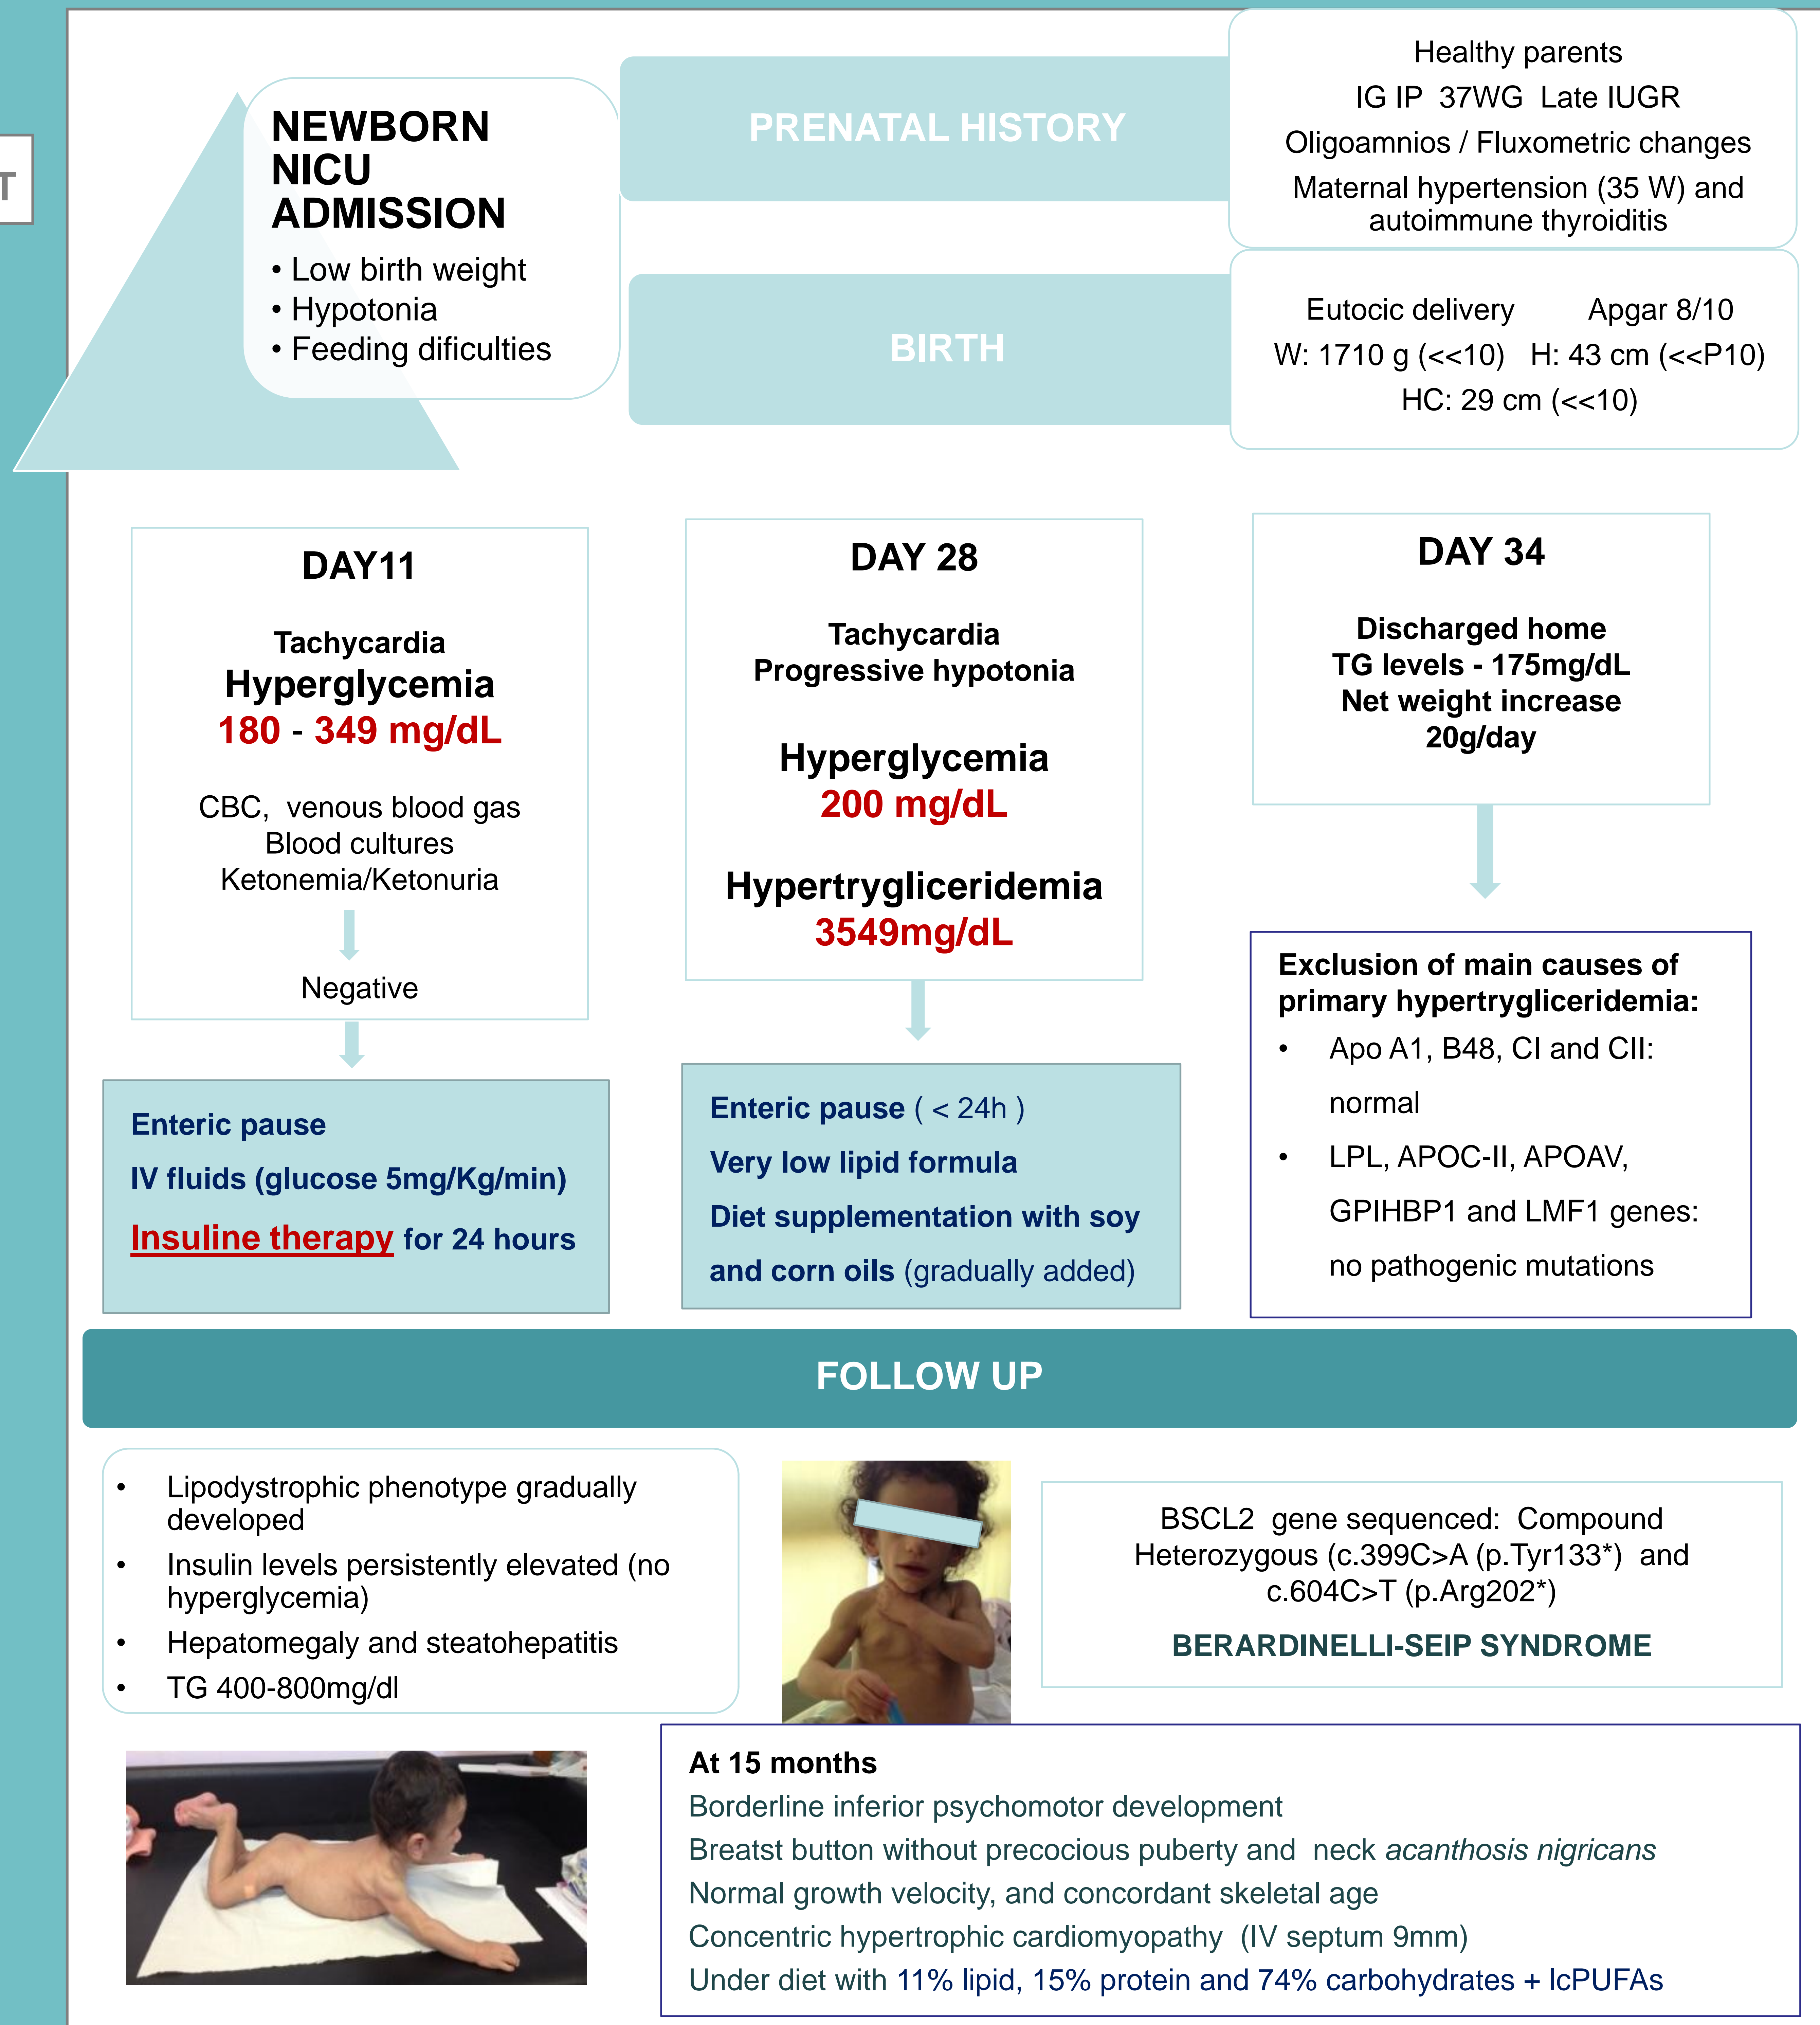 T
NEWBORN
NICU
ADMISSION
• Low birth weight
• Hypotonia
• Feeding dificulties
PRENATAL HISTORY
Healthy parents
IG IP 37WG Late IUGR
Oligoamnios / Fluxometric changes
Maternal hypertension (35 W) and
autoimmune thyroiditis
BIRTH
Eutocic delivery Apgar 8/10
W: 1710 g (<<10) H: 43 cm (<<P10)
HC: 29 cm (<<10)
DAY11
Tachycardia
Hyperglycemia
180 - 349 mg/dL
CBC, venous blood gas
Blood cultures
Ketonemia/Ketonuria
Negative
Enteric pause
IV fluids (glucose 5mg/Kg/min)
Insuline therapy for 24 hours
DAY 28
Tachycardia
Progressive hypotonia
Hyperglycemia
200 mg/dL
Hypertrygliceridemia
3549mg/dL
Enteric pause ( < 24h )
Very low lipid formula
Diet supplementation with soy
and corn oils (gradually added)
DAY 34
Discharged home
TG levels - 175mg/dL
Net weight increase
20g/day
Exclusion of main causes of
primary hypertrygliceridemia:
• Apo A1, B48, CI and CII:
normal
• LPL, APOC-II, APOAV,
GPIHBP1 and LMF1 genes:
no pathogenic mutations
FOLLOW UP
• Lipodystrophic phenotype gradually
developed
• Insulin levels persistently elevated (no
hyperglycemia)
• Hepatomegaly and steatohepatitis
• TG 400-800mg/dl
BSCL2 gene sequenced: Compound
Heterozygous (c.399C>A (p.Tyr133*) and
c.604C>T (p.Arg202*)
BERARDINELLI-SEIP SYNDROME
At 15 months
Borderline inferior psychomotor development
Breatst button without precocious puberty and neck acanthosis nigricans
Normal growth velocity, and concordant skeletal age
Concentric hypertrophic cardiomyopathy (IV septum 9mm)
Under diet with 11% lipid, 15% protein and 74% carbohydrates + lcPUFAs